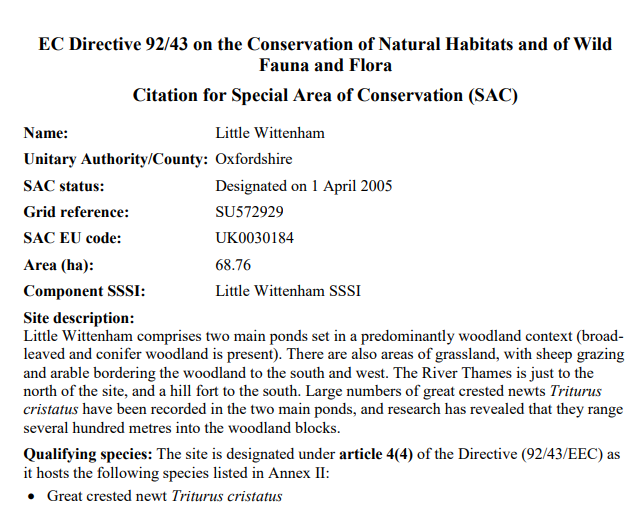 EC Directive 92/43 on the Conservation of Natural Habitats and of Wild
Fauna and Flora
Citation for Special Area of Conservation (SAC)
Name: Little Wittenham
Unitary Authority/County: Oxfordshire
SAC status: Designated on 1 April 2005
Grid reference: SU572929
SAC EU code: UK0030184
Area (ha): 68.76
Component SSSI: Little Wittenham SSSI
Site description:
Little Wittenham comprises two main ponds set in a predominantly woodland context (broad-
leaved and conifer woodland is present). There are also areas of grassland, with sheep grazing
and arable bordering the woodland to the south and west. The River Thames is just to the
north of the site, and a hill fort to the south. Large numbers of great crested newts Triturus
cristatus have been recorded in the two main ponds, and research has revealed that they range
several hundred metres into the woodland blocks.
Qualifying species: The site is designated under article 4(4) of the Directive (92/43/EEC) as
it hosts the following species listed in Annex II:
• Great crested newt Triturus cristatus